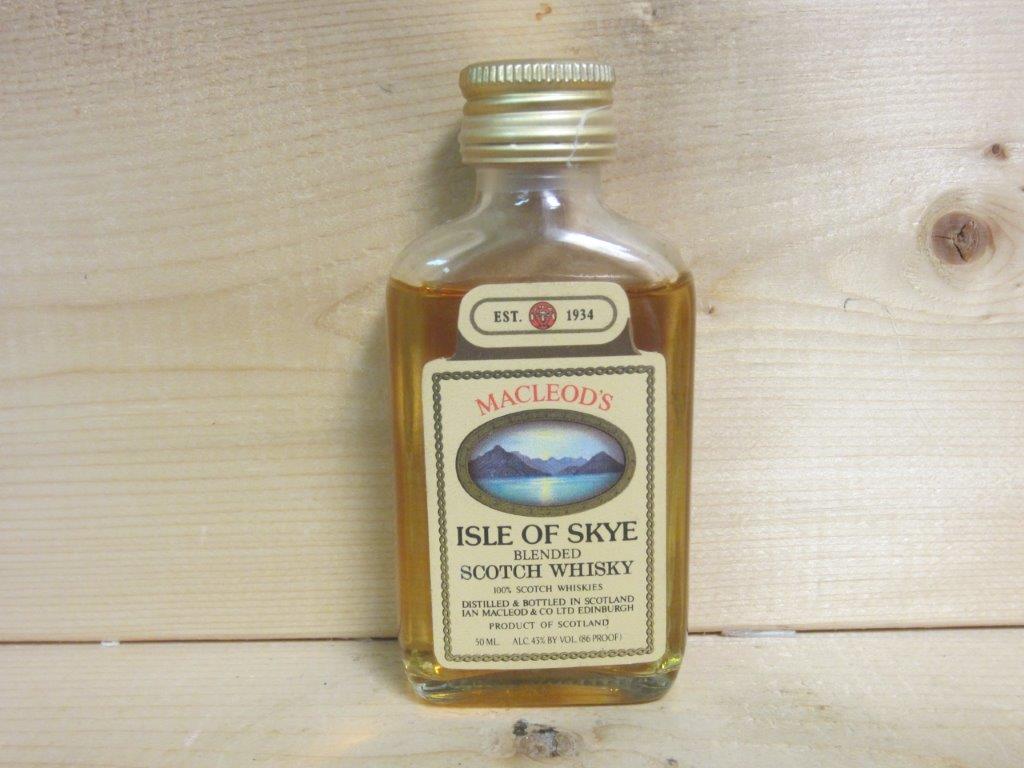 EST. 1934
MACLEOD'S
ISLE OF SKYE
BLENDED
SCOTCH WHISKY
100% SCOTCH WHISKIES
DISTILLED & BOTTLED IN SCOTLAND
IAN MACLEOD & CO LTD EDINBURGH
PRODUCT OF SCOTLAND
50 ML. ALC. 43% BY VOL. (86 PROOF)